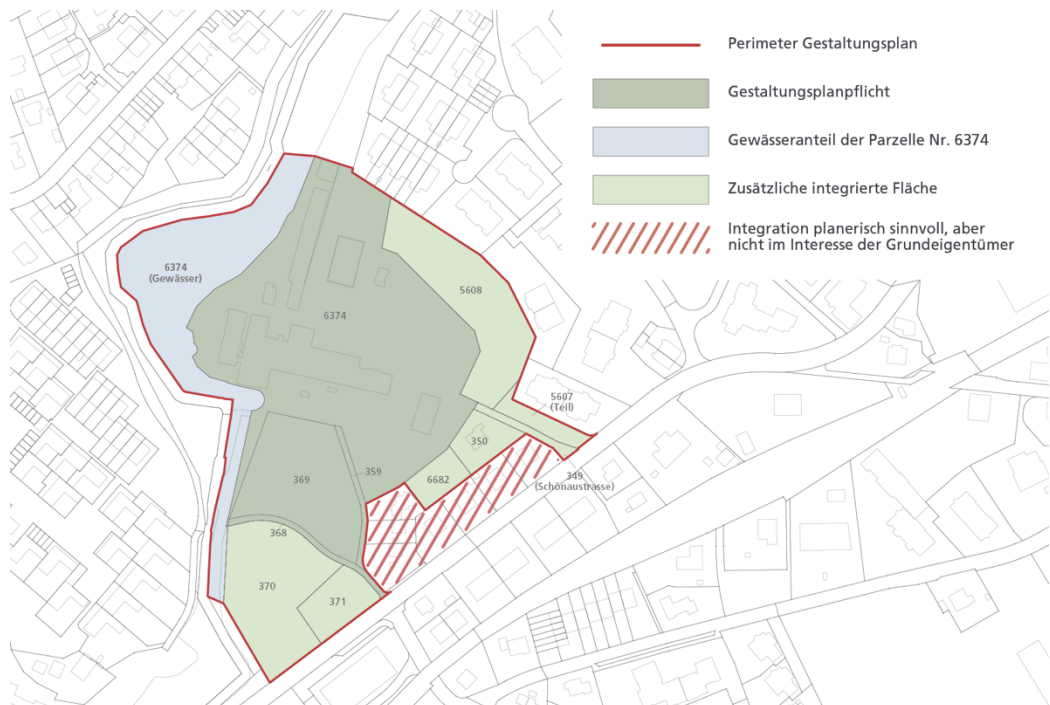 Perimeter Gestaltungsplan
Gestaltungsplanpflicht
Gewässeranteil der Parzelle Nr. 6374
Zusätzliche integrierte Fläche
Integration planerisch sinnvoll, aber
nicht im Interesse der Grundeigentümer
6374
(Gewässer)
5608
6374
5607
(Teil)
350
359
6682
349
(Schönaustrasse)
369
368
370
371